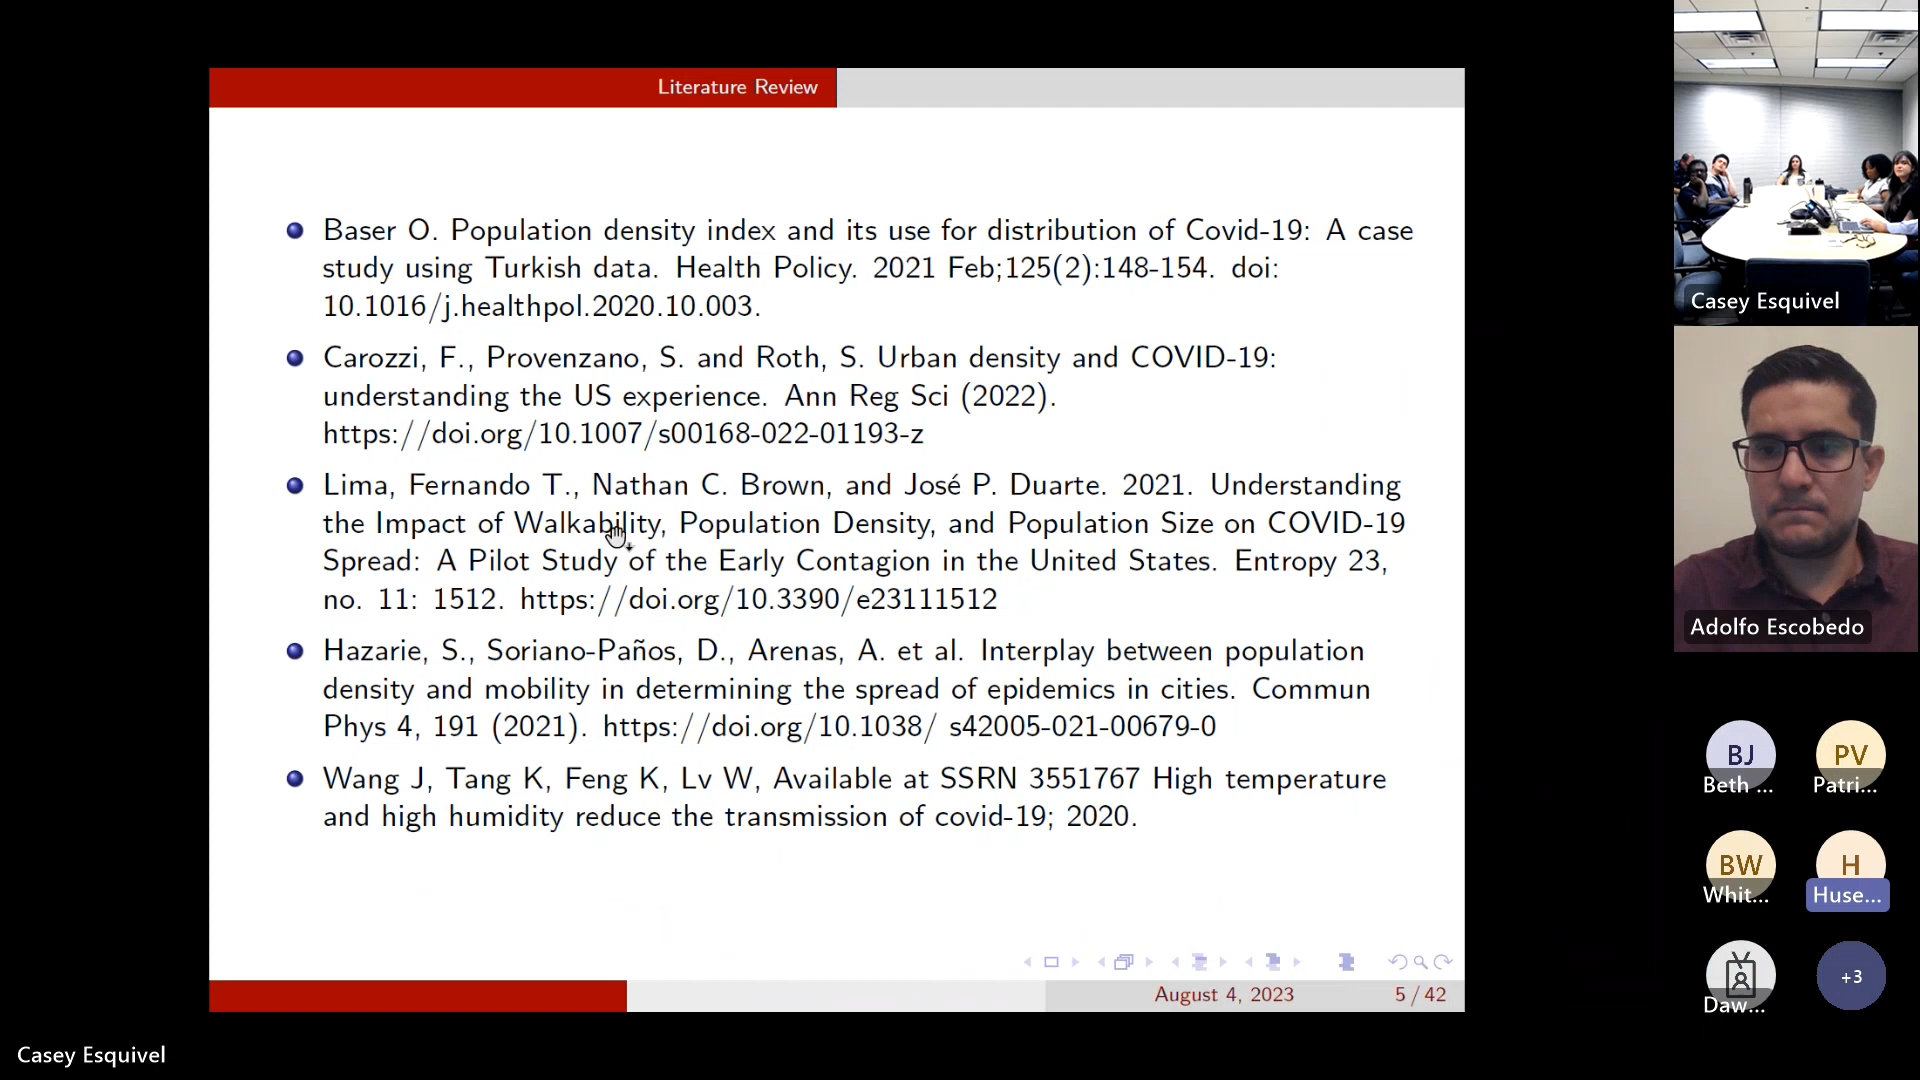 Literature Review
Baser O. Population density index and its use for distribution of Covid-19: A case
study using Turkish data. Health Policy. 2021 Feb;125(2):148-154. doi:
10.1016/j.healthpol.2020.10.003.
Carozzi, F., Provenzano, S. and Roth, S. Urban density and COVID-19:
understanding the US experience. Ann Reg Sci (2022).
https://doi.org/10.1007/s00168-022-01193-z
Lima, Fernando T., Nathan C. Brown, and José P. Duarte. 2021. Understanding
the Impact of Walkability, Population Density, and Population Size on COVID-19
Spread: A Pilot Study of the Early Contagion in the United States. Entropy 23,
no. 11: 1512. https://doi.org/10.3390/e23111512
Hazarie, S., Soriano-Paños, D., Arenas, A. et al. Interplay between population
density and mobility in determining the spread of epidemics in cities. Commun
Phys 4, 191 (2021). https://doi.org/10.1038/ s42005-021-00679-0
Wang J, Tang K, Feng K, Lv W, Available at SSRN 3551767 High temperature
and high humidity reduce the transmission of covid-19; 2020.
August 4, 2023 5 / 42
Casey Esquivel
Casey Esquivel
Adolfo Escobedo
BJ PV
Beth ... Patri...
BW H
Whit... Huse...
+3
Daw...